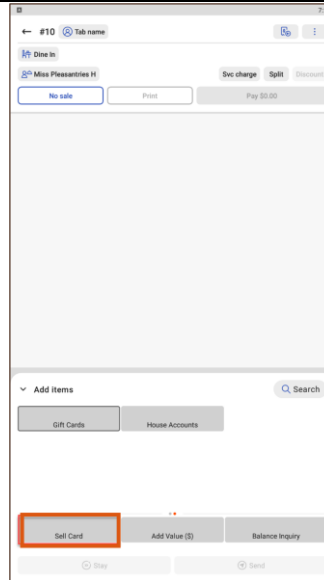 7:
← #10 Tab name
Dine In
Miss Pleasantries H Svc charge Split Discount
No sale Print Pay $0.00
Add items Search
Gift Cards House Accounts
Sell Card Add Value ($) Balance Inquiry
Stay Send